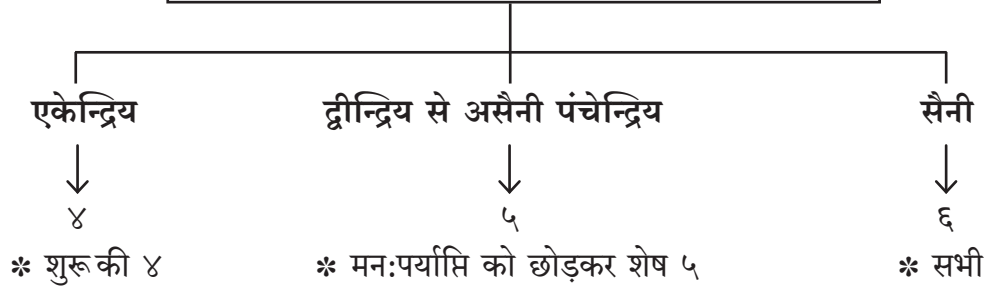 एकेन्द्रिय द्वीन्द्रिय से असैनी पंचेन्द्रिय सैनी
४ ५ ६
* शुरू की ४ * मन:पर्याप्ति को छोड़कर शेष ५ * सभी